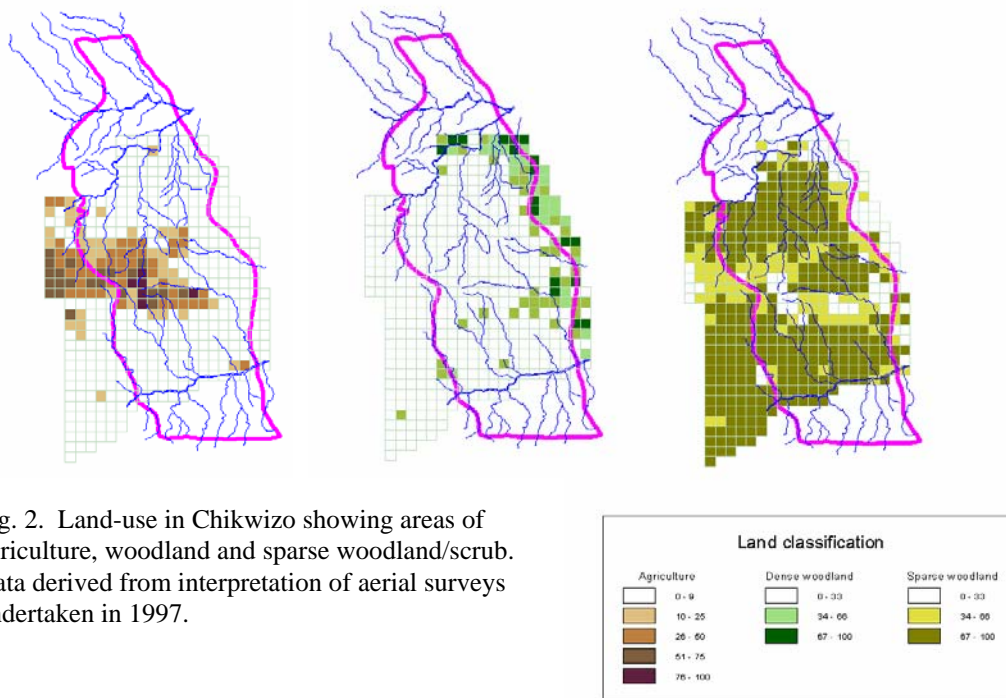 g. 2. Land-use in Chikwizo showing areas of
riculture, woodland and sparse woodland/scrub.
ata derived from interpretation of aerial surveys
ndertaken in 1997.
Land classification
Agriculture
0 - 9
10 - 25
26 - 50
51 - 75
76 - 100
Dense woodland
0 - 33
34 - 66
67 - 100
Sparse woodland
0 - 33
34 - 66
67 - 100